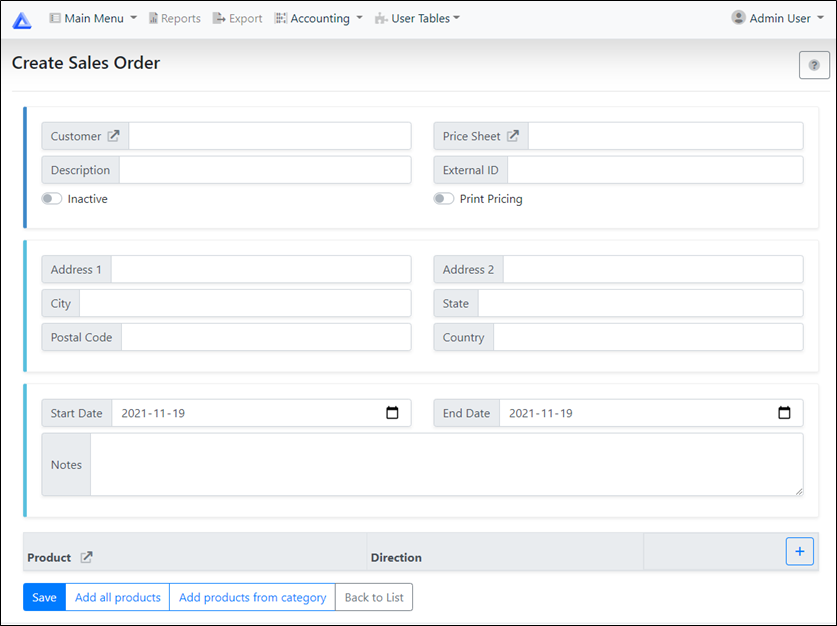 Main Menu Reports Export Accounting User Tables Admin User
Create Sales Order
?
Customer Price Sheet
Description External ID
Inactive Print Pricing
Address 1 Address 2
City State
Postal Code Country
Start Date 2021-11-19 End Date 2021-11-19
Notes
Product Direction +
Save Add all products Add products from category Back to List